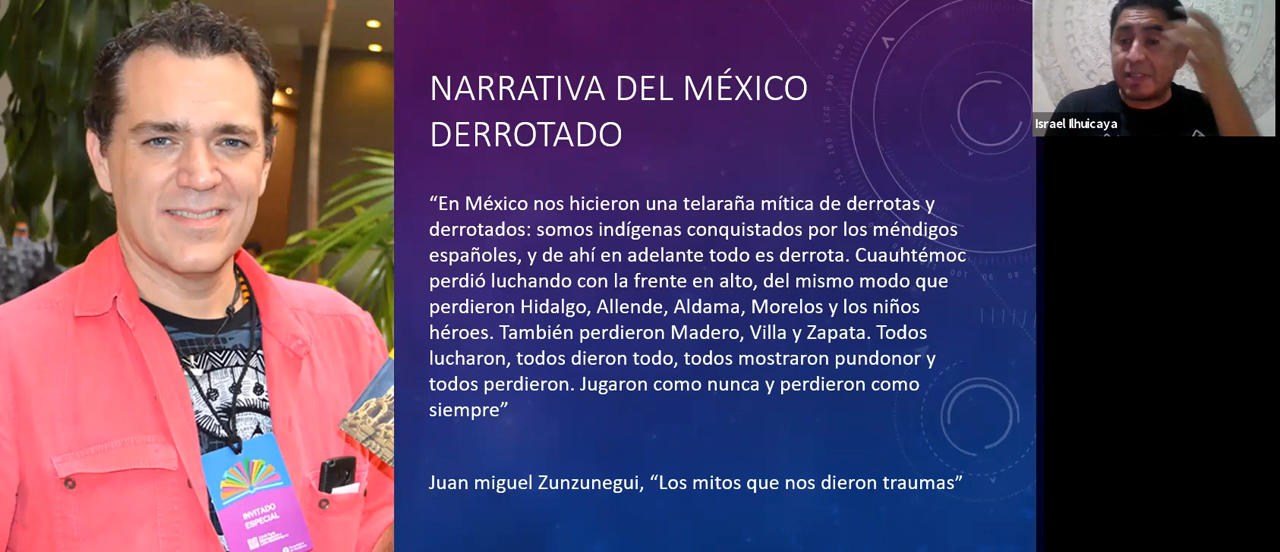 NARRATIVA DEL MÉXICO
DERROTADO
“En México nos hicieron una telaraña mítica de derrotas y
derrotados: somos indígenas conquistados por los méndigos
españoles, y de ahí en adelante todo es derrota. Cuauhtémoc
perdió luchando con la frente en alto, del mismo modo que
perdieron Hidalgo, Allende, Aldama, Morelos y los niños
héroes. También perdieron Madero, Villa y Zapata. Todos
lucharon, todos dieron todo, todos mostraron pundonor y
todos perdieron. Jugaron como nunca y perdieron como
siempre”
Juan miguel Zunzunegui, “Los mitos que nos dieron traumas”
Israel Ilhuicaya
INVITADO
ESPECIAL